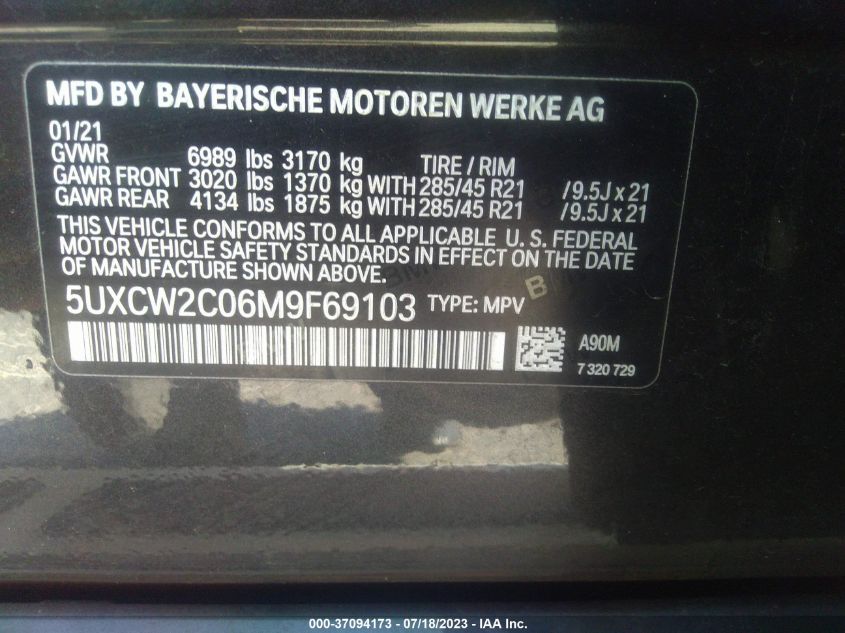 MFD BY BAYERISCHE MOTOREN WERKE AG
01/21
GVWR 6989 lbs 3170 kg TIRE / RIM
GAWR FRONT 3020 lbs 1370 kg WITH 285/45 R21 /9.5J x 21
GAWR REAR 4134 lbs 1875 kg WITH 285/45 R21 /9.5J x 21
THIS VEHICLE CONFORMS TO ALL APPLICABLE U. S. FEDERAL
MOTOR VEHICLE SAFETY STANDARDS IN EFFECT ON THE DATE
OF MANUFACTURE SHOWN ABOVE.
5UXCW2C06M9F69103 TYPE: MPV
A90M
7 320 729
000-37094173 - 07/18/2023 - IAA Inc.